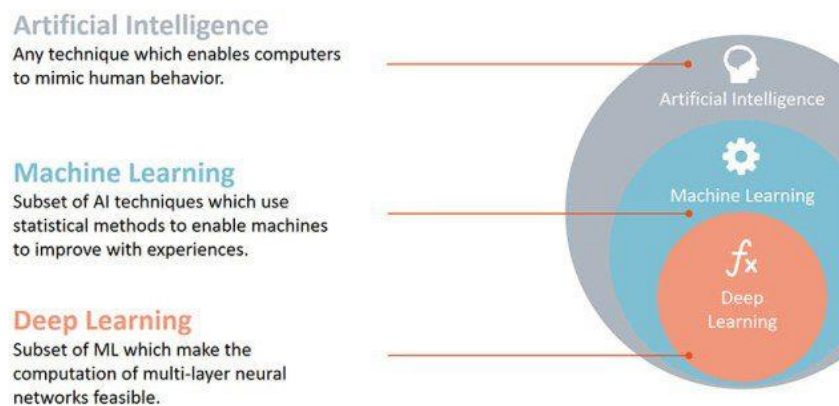 Artificial Intelligence
Any technique which enables computers
to mimic human behavior.
Machine Learning
Subset of AI techniques which use
statistical methods to enable machines
to improve with experiences.
Deep Learning
Subset of ML which make the
computation of multi-layer neural
networks feasible.
Artificial Intelligence
Machine Learning
fx
Deep
Learning